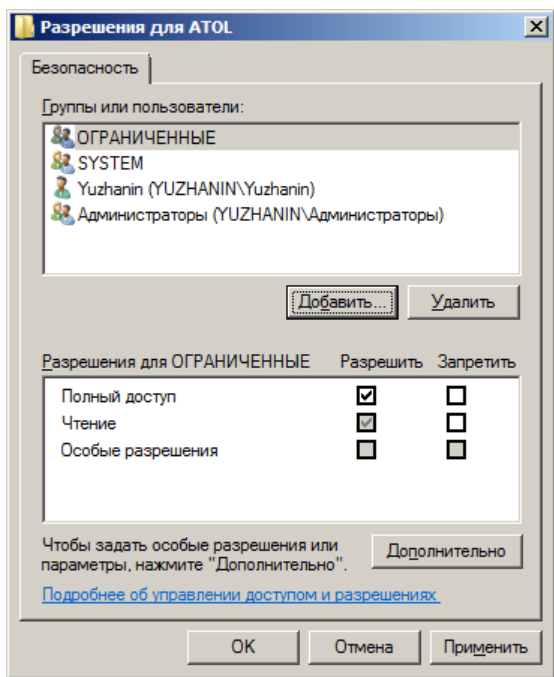 Разрешения для ATOL
Безопасность
Группы или пользователи:
ОГРАНИЧЕННЫЕ
SYSTEM
Yuzhanin (YUZHANIN\Yuzhanin)
Администраторы (YUZHANIN\Администраторы)
Добавить... Удалить
Разрешения для ОГРАНИЧЕННЫЕ Разрешить Запретить
Полный доступ
Чтение
Особые разрешения
Чтобы задать особые разрешения или
параметры, нажмите "Дополнительно".
Дополнительно
Подробнее об управлении доступом и разрешениях
OK Отмена Применить